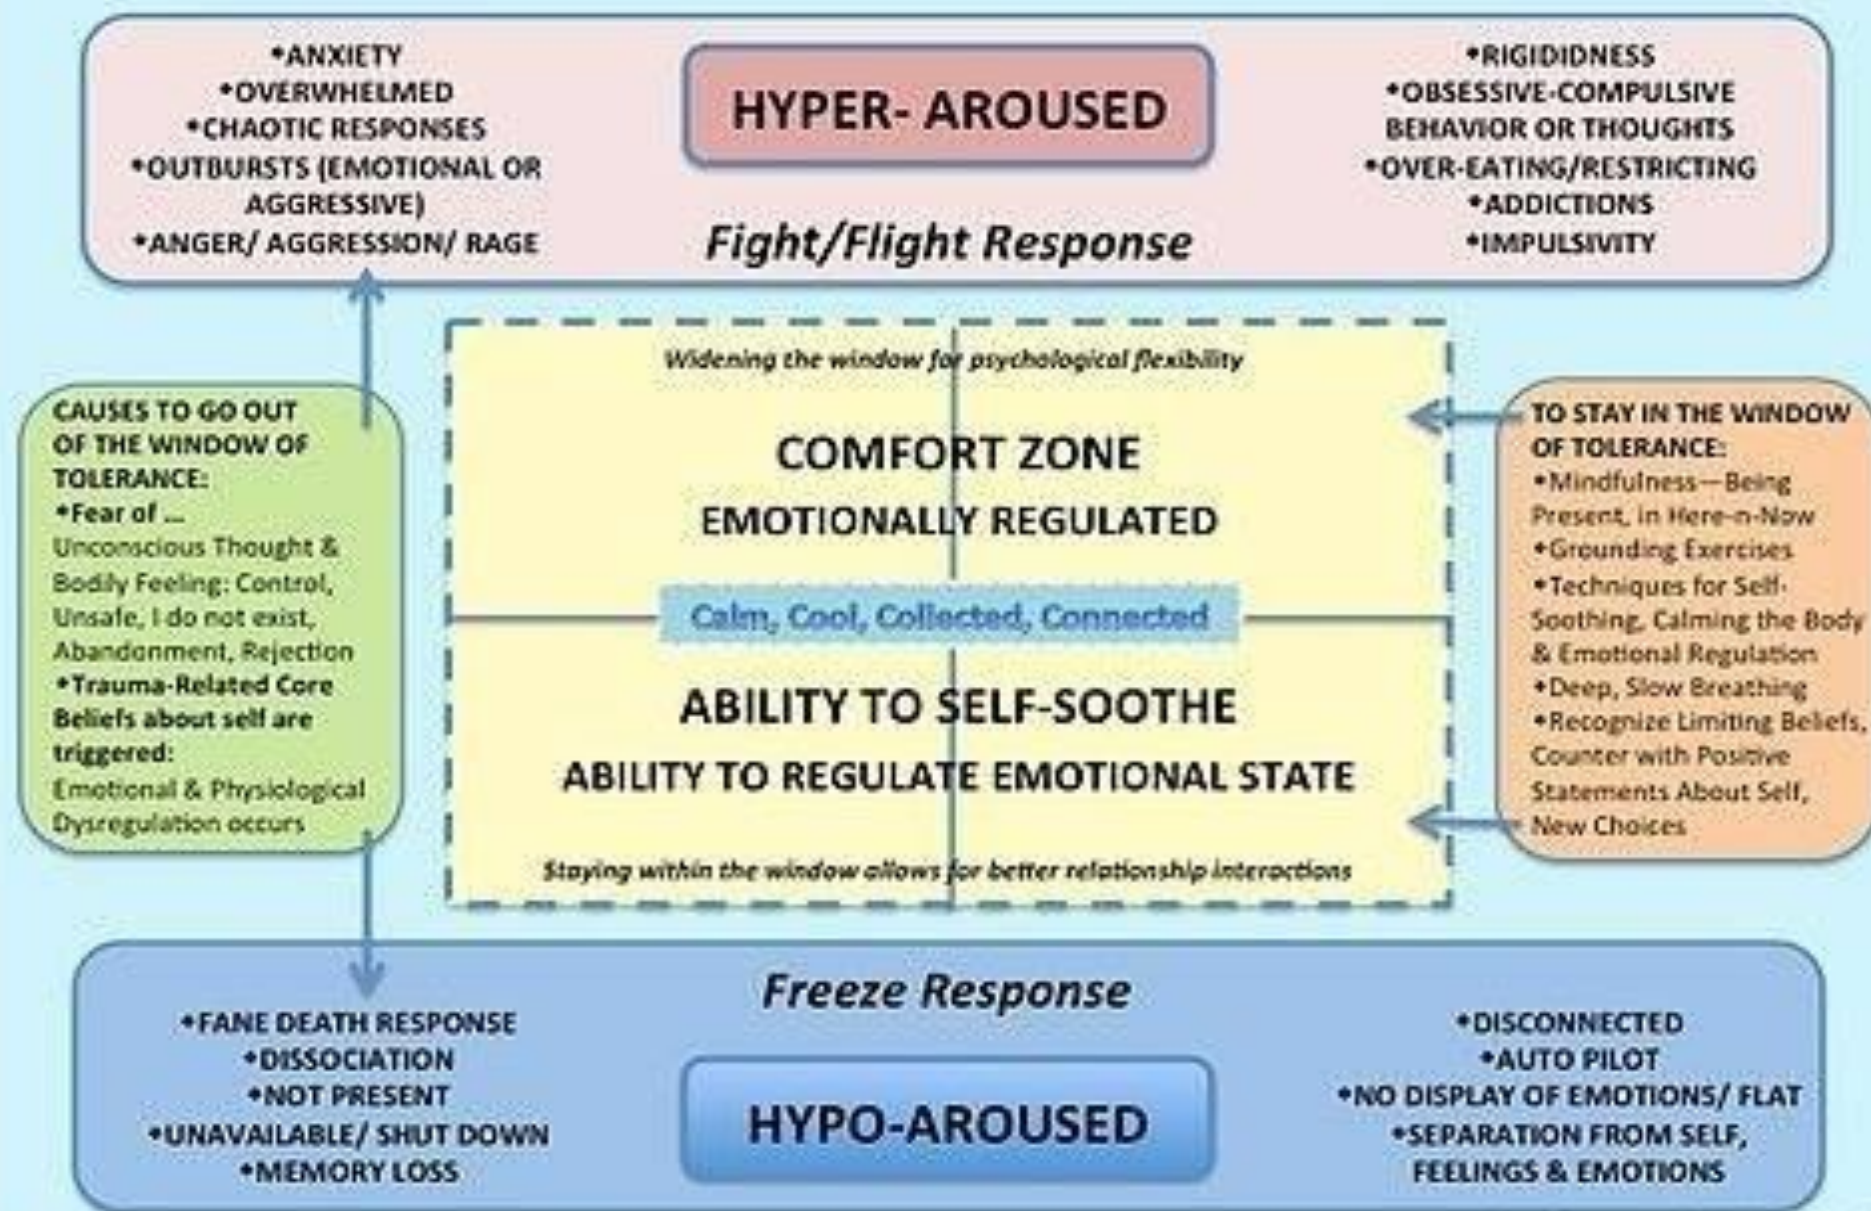 •ANXIETY
•OVERWHELMED
•CHAOTIC RESPONSES
•OUTBURSTS (EMOTIONAL OR
AGGRESSIVE)
•ANGER/ AGGRESSION/ RAGE
HYPER- AROUSED
Fight/Flight Response
•RIGIDIDNESS
•OBSESSIVE-COMPULSIVE
BEHAVIOR OR THOUGHTS
•OVER-EATING/RESTRICTING
•ADDICTIONS
•IMPULSIVITY
CAUSES TO GO OUT
OF THE WINDOW OF
TOLERANCE:
•Fear of ...
Unconscious Thought &
Bodily Feeling: Control,
Unsafe, I do not exist,
Abandonment, Rejection
•Trauma-Related Core
Beliefs about self are
triggered:
Emotional & Physiological
Dysregulation occurs
Widening the window for psychological flexibility
COMFORT ZONE
EMOTIONALLY REGULATED
Calm, Cool, Collected, Connected
ABILITY TO SELF-SOOTHE
ABILITY TO REGULATE EMOTIONAL STATE
Staying within the window allows for better relationship interactions
TO STAY IN THE WINDOW
OF TOLERANCE:
•Mindfulness—Being
Present, in Here-n-Now
•Grounding Exercises
•Techniques for Self-
Soothing, Calming the Body
& Emotional Regulation
•Deep, Slow Breathing
•Recognize Limiting Beliefs,
Counter with Positive
Statements About Self,
New Choices
•FANE DEATH RESPONSE
•DISSOCIATION
•NOT PRESENT
•UNAVAILABLE/ SHUT DOWN
•MEMORY LOSS
Freeze Response
HYPO-AROUSED
•DISCONNECTED
•AUTO PILOT
•NO DISPLAY OF EMOTIONS/ FLAT
•SEPARATION FROM SELF,
FEELINGS & EMOTIONS